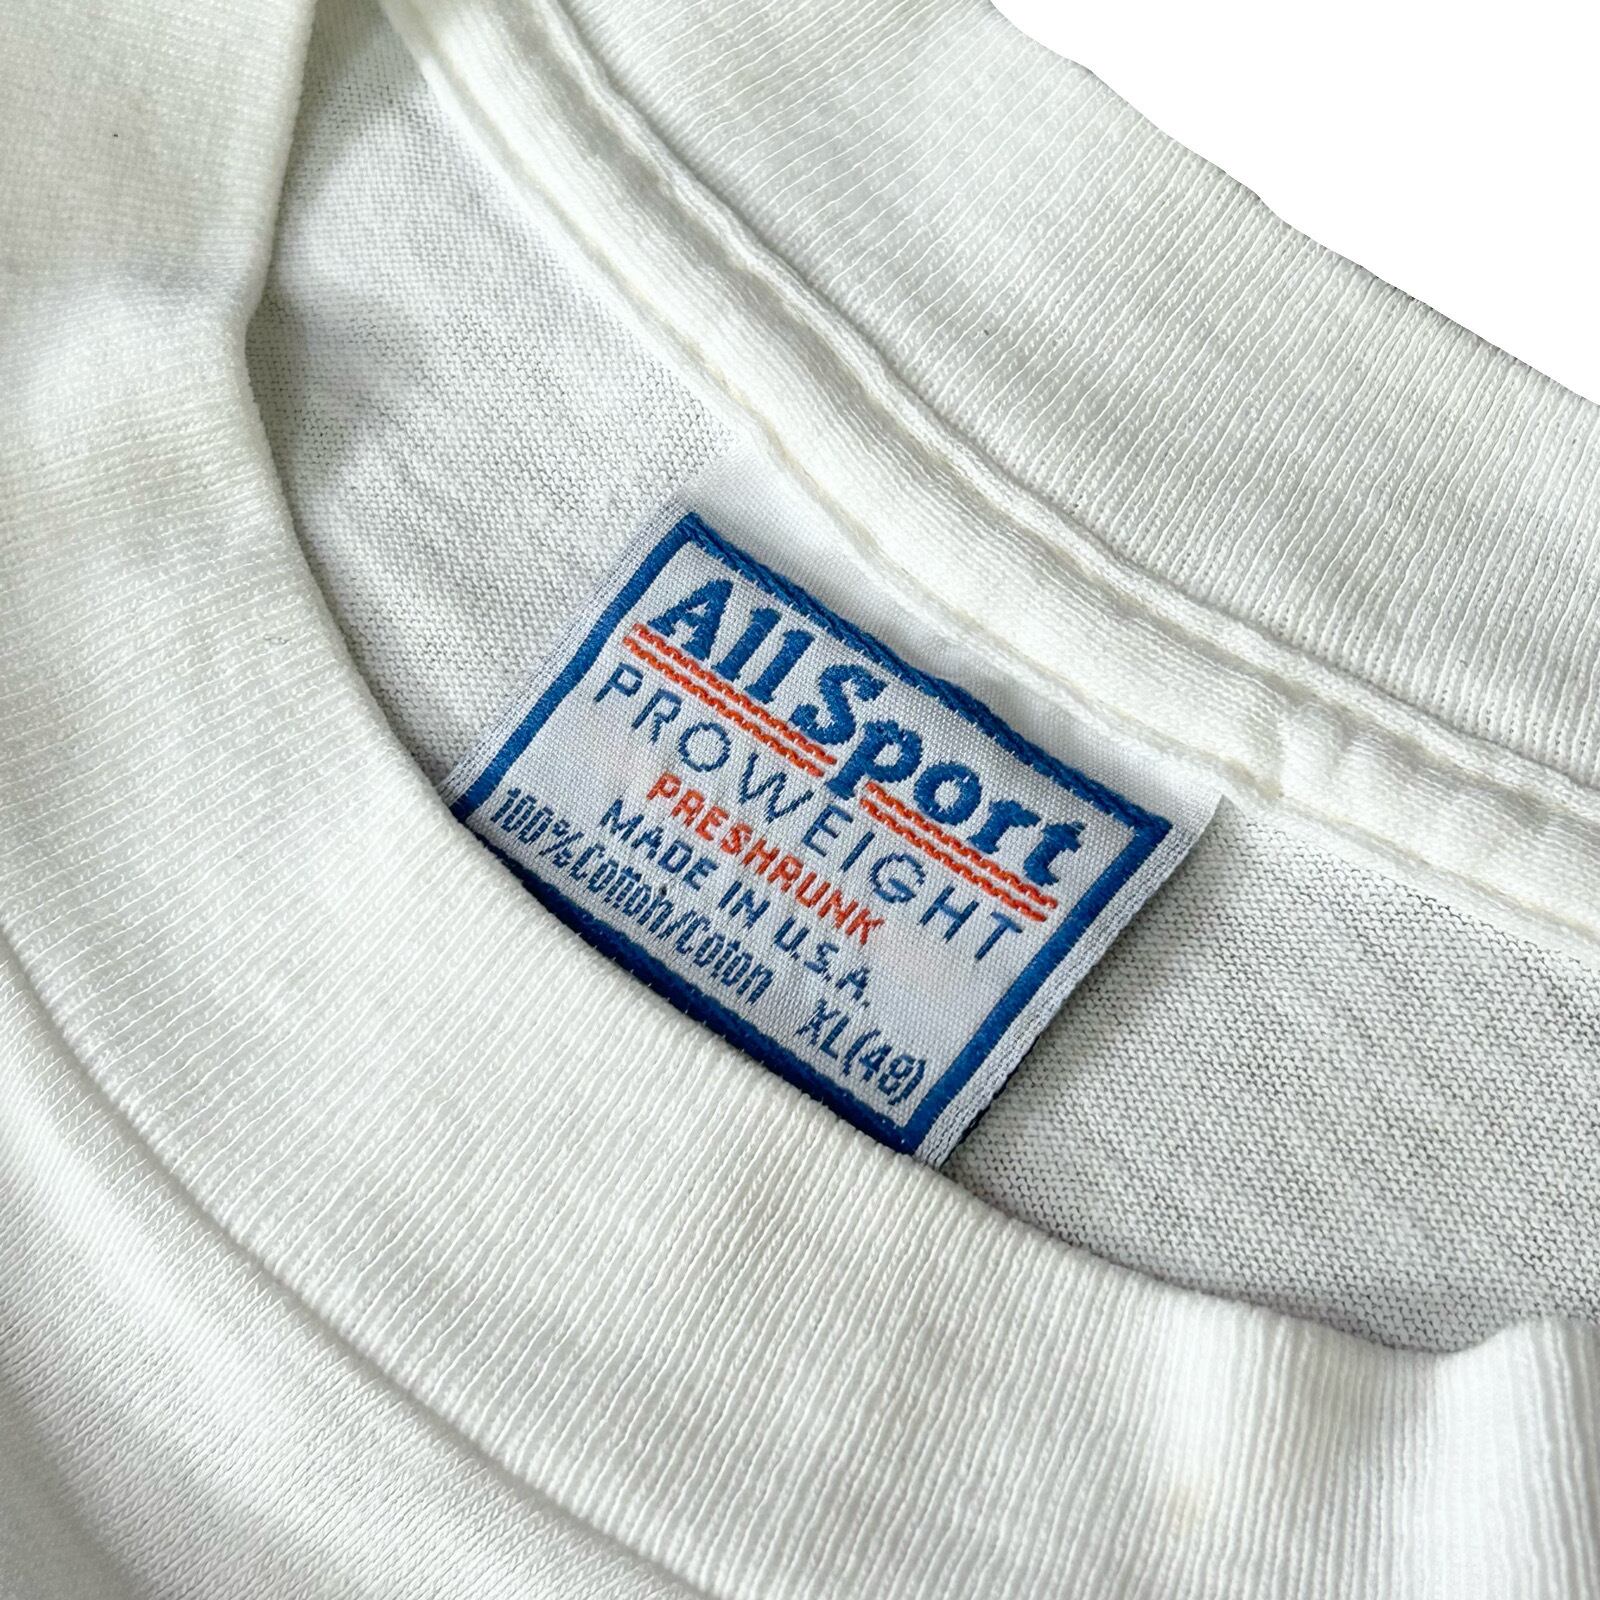 AllSport
PROWEIGHT
PRESHRUNK
MADE IN U.S.A.
100% Cotton/Coton XL(48)